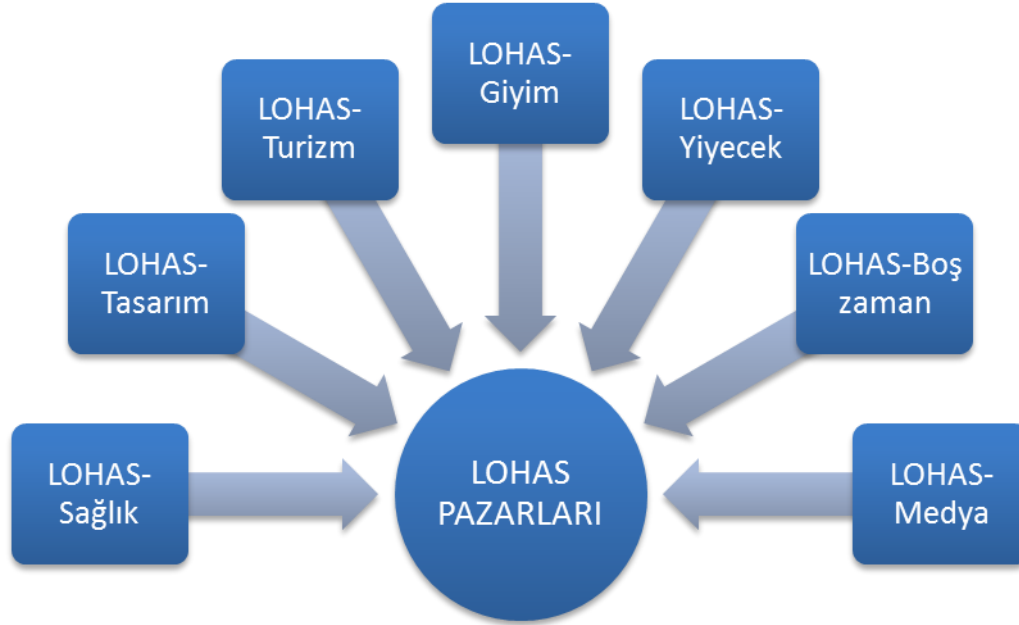 LOHAS-
Giyim
LOHAS-
Turizm
LOHAS-
Yiyecek
LOHAS-
Tasarım
LOHAS-Boş
zaman
LOHAS-
Sağlık
LOHAS
PAZARLARI
LOHAS-
Medya